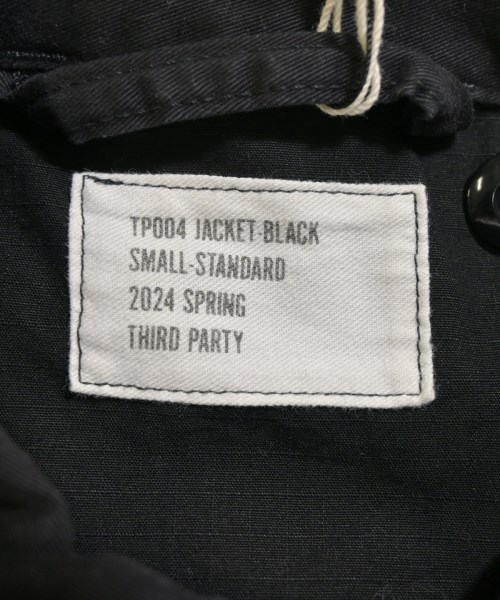 TP004 JACKET-BLACK
SMALL-STANDARD
2024 SPRING
THIRD PARTY